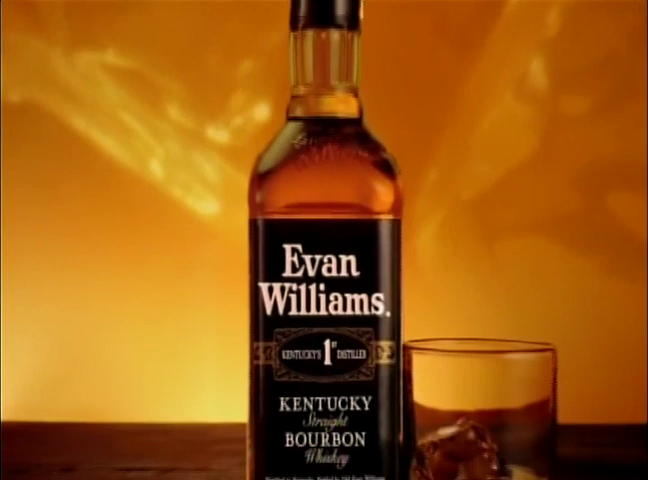 Evan
Williams.
KENTUCKY'S 1ST DISTILLER
KENTUCKY
Straight
BOURBON
Whiskey